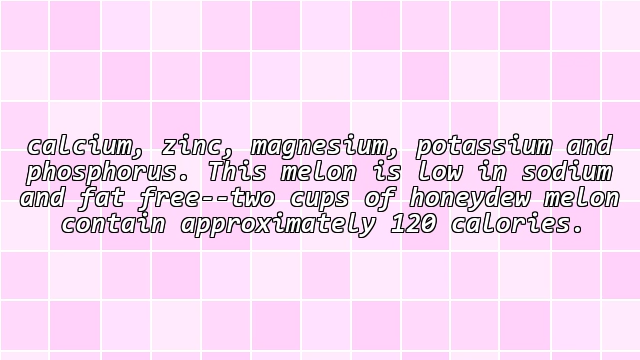 calcium, zinc, magnesium, potassium and
phosphorus. This melon is low in sodium
and fat free--two cups of honeydew melon
contain approximately 120 calories.